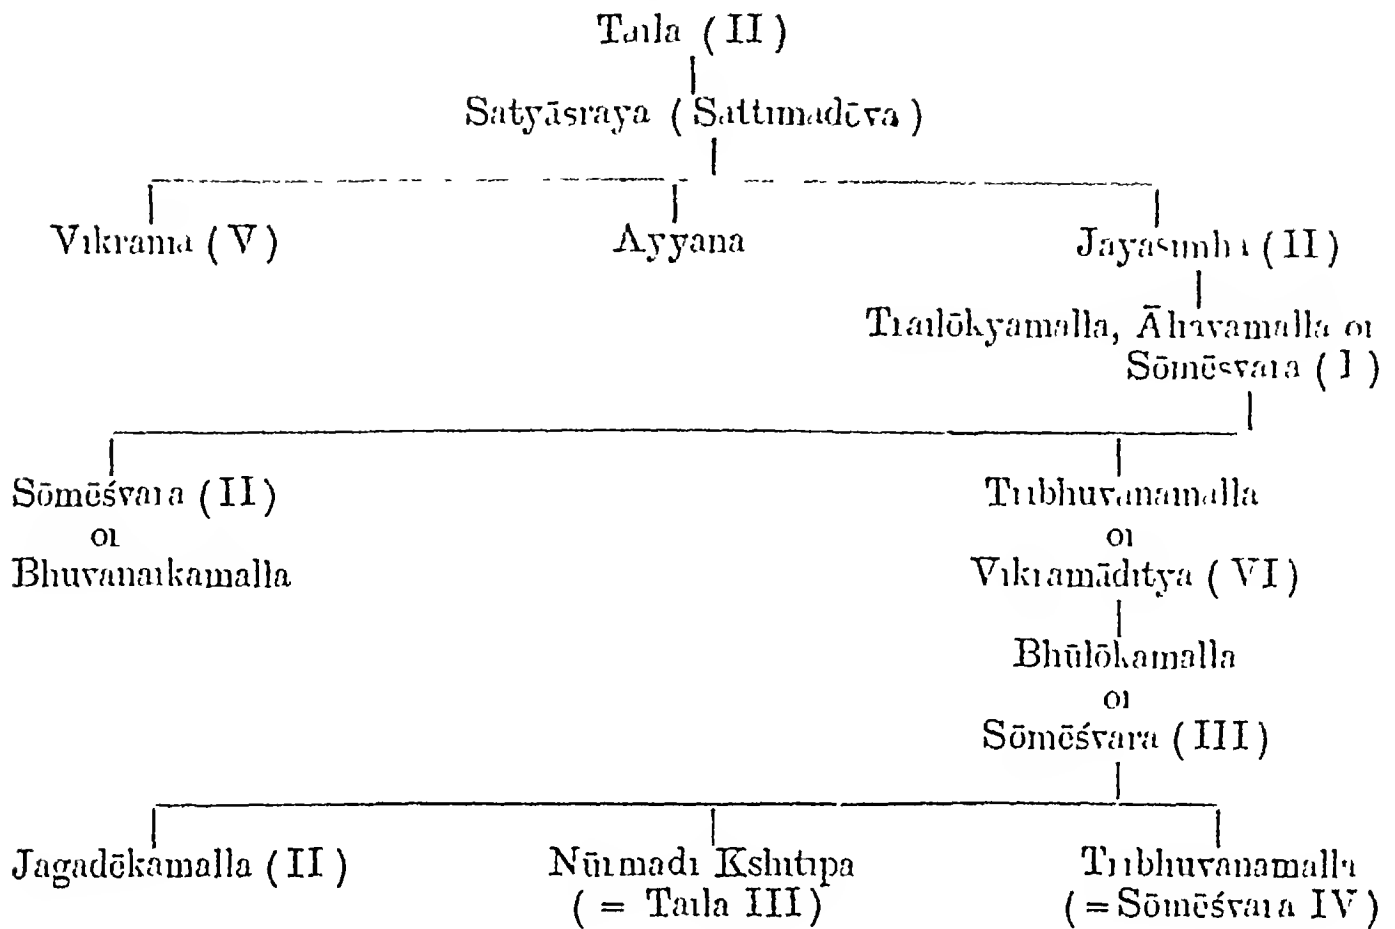 Taila (II)
Satyāsraya (Sattimadēva)
Vikrama (V)
Ayyana
Jayasimha (II)
Trailōkyamalla, Āhavamalla or
Sōmēsvara (I)
Sōmēśvara (II)
or
Bhuvanaikamalla
Tribhuvanamalla
or
Vikramāditya (VI)
Bhūlōkamalla
or
Sōmēśvara (III)
Jagadēkamalla (II)
Nūrmadi Kshitipa
(= Taila III)
Tribhuvanamalla
(= Sōmēśvara IV)